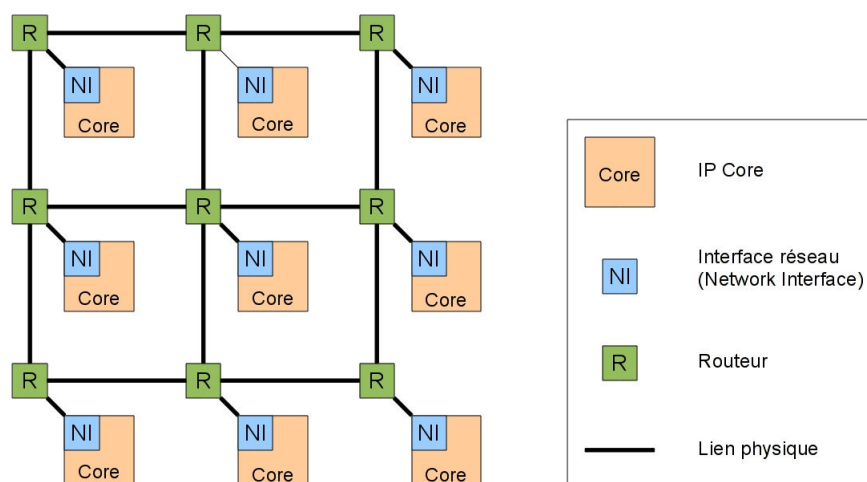 R R R
NI NI NI
Core Core Core
Core IP Core
R R R
NI NI NI
Core Core Core
Interface réseau
NI (Network Interface)
R Routeur
R R R
NI NI NI
Core Core Core
Lien physique